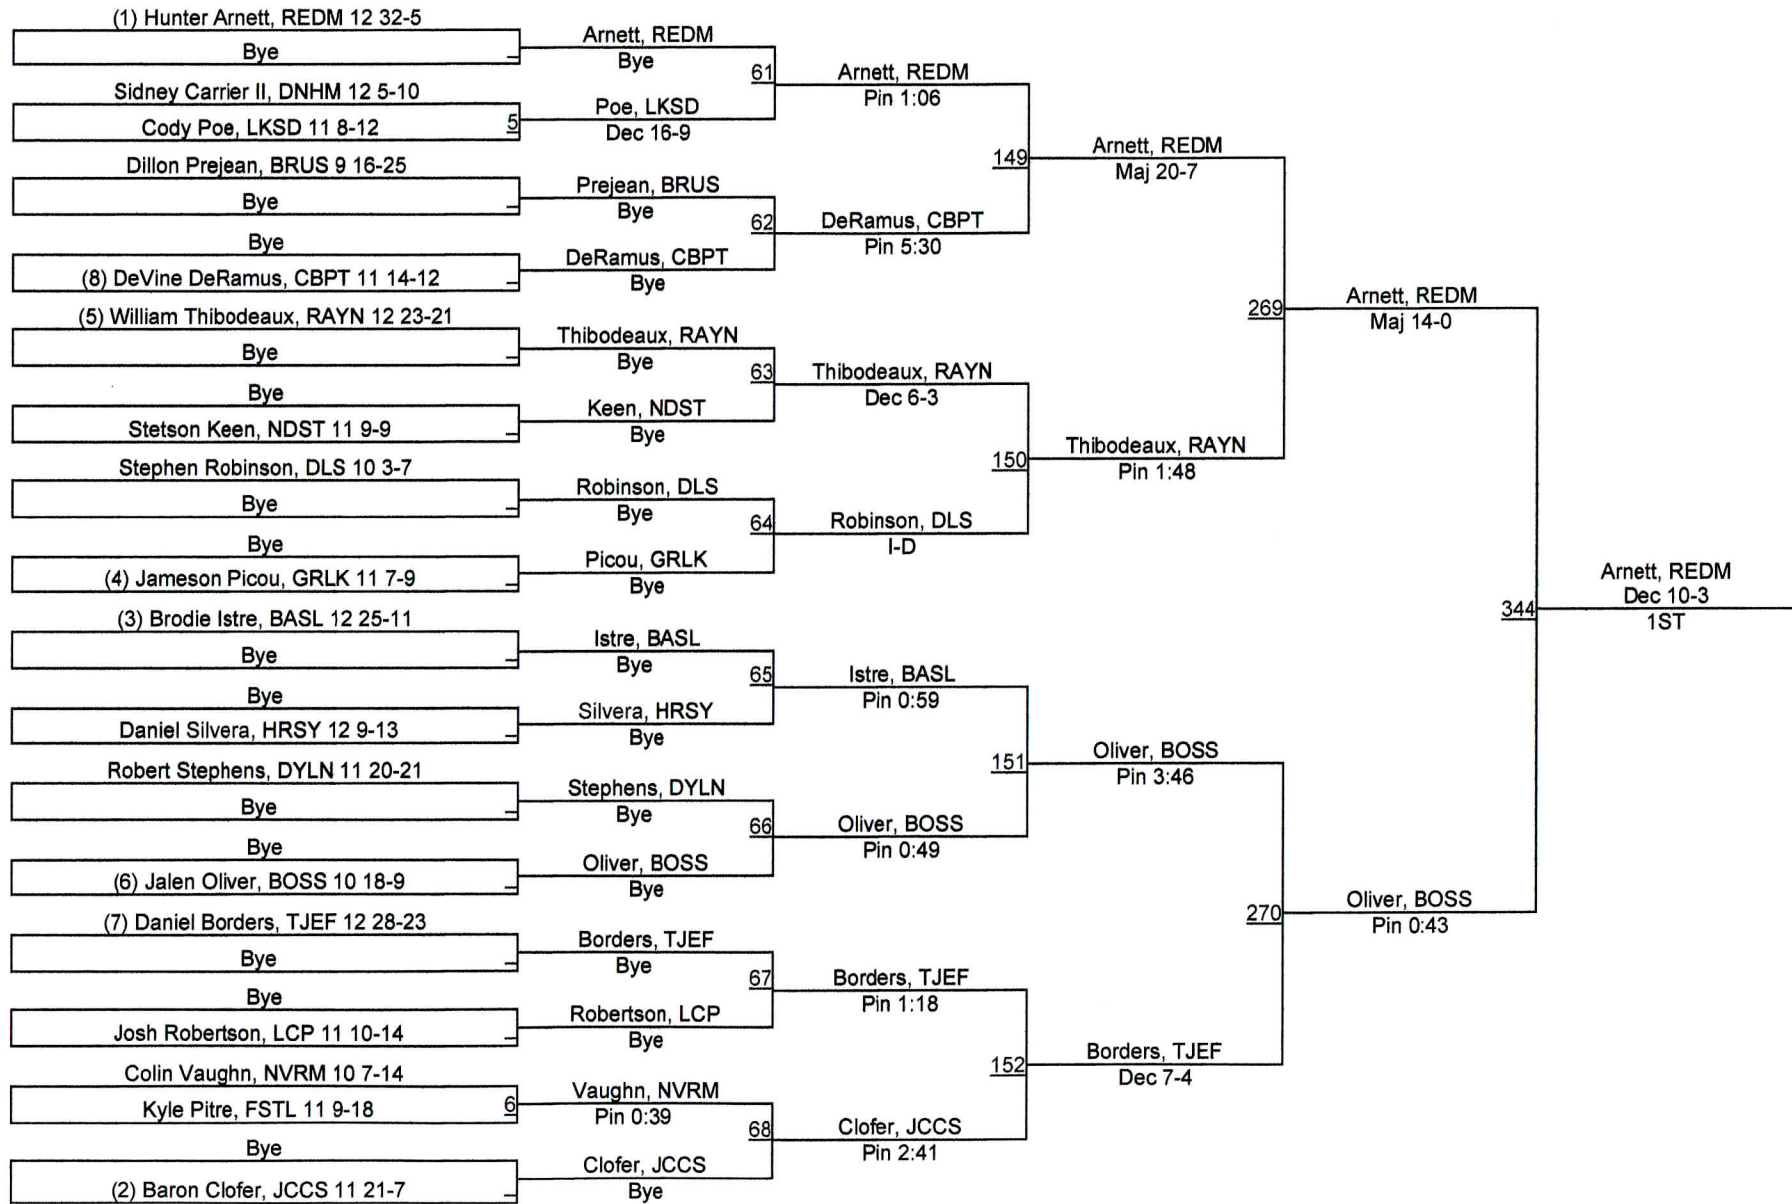 (1) Hunter Arnett, REDM 12 32-5
Bye
Sidney Carrier II, DNHM 12 5-10
Cody Poe, LKSD 11 8-12
5
Dillon Prejean, BRUS 9 16-25
Bye
Bye
(8) DeVine DeRamus, CBPT 11 14-12
(5) William Thibodeaux, RAYN 12 23-21
Bye
Bye
Stetson Keen, NDST 11 9-9
Stephen Robinson, DLS 10 3-7
Bye
Bye
(4) Jameson Picou, GRLK 11 7-9
(3) Brodie Istre, BASL 12 25-11
Bye
Bye
Daniel Silvera, HRSY 12 9-13
Robert Stephens, DYLN 11 20-21
Bye
Bye
(6) Jalen Oliver, BOSS 10 18-9
(7) Daniel Borders, TJEF 12 28-23
Bye
Bye
Josh Robertson, LCP 11 10-14
Colin Vaughn, NVRM 10 7-14
Kyle Pitre, FSTL 11 9-18
6
Bye
(2) Baron Clofer, JCCS 11 21-7
Arnett, REDM
Bye
61
Poe, LKSD
Dec 16-9
Prejean, BRUS
Bye
62
DeRamus, CBPT
Bye
Thibodeaux, RAYN
Bye
63
Keen, NDST
Bye
Robinson, DLS
Bye
64
Picou, GRLK
Bye
Istre, BASL
Bye
65
Silvera, HRSY
Bye
Stephens, DYLN
Bye
66
Oliver, BOSS
Bye
Borders, TJEF
Bye
67
Robertson, LCP
Bye
Vaughn, NVRM
Pin 0:39
68
Clofer, JCCS
Bye
Arnett, REDM
Pin 1:06
149
DeRamus, CBPT
Pin 5:30
Thibodeaux, RAYN
Dec 6-3
150
Robinson, DLS
I-D
Istre, BASL
Pin 0:59
151
Oliver, BOSS
Pin 0:49
Borders, TJEF
Pin 1:18
152
Clofer, JCCS
Pin 2:41
Arnett, REDM
Maj 20-7
269
Thibodeaux, RAYN
Pin 1:48
Oliver, BOSS
Pin 3:46
270
Borders, TJEF
Dec 7-4
Arnett, REDM
Maj 14-0
344
Oliver, BOSS
Pin 0:43
Arnett, REDM
Dec 10-3
1ST